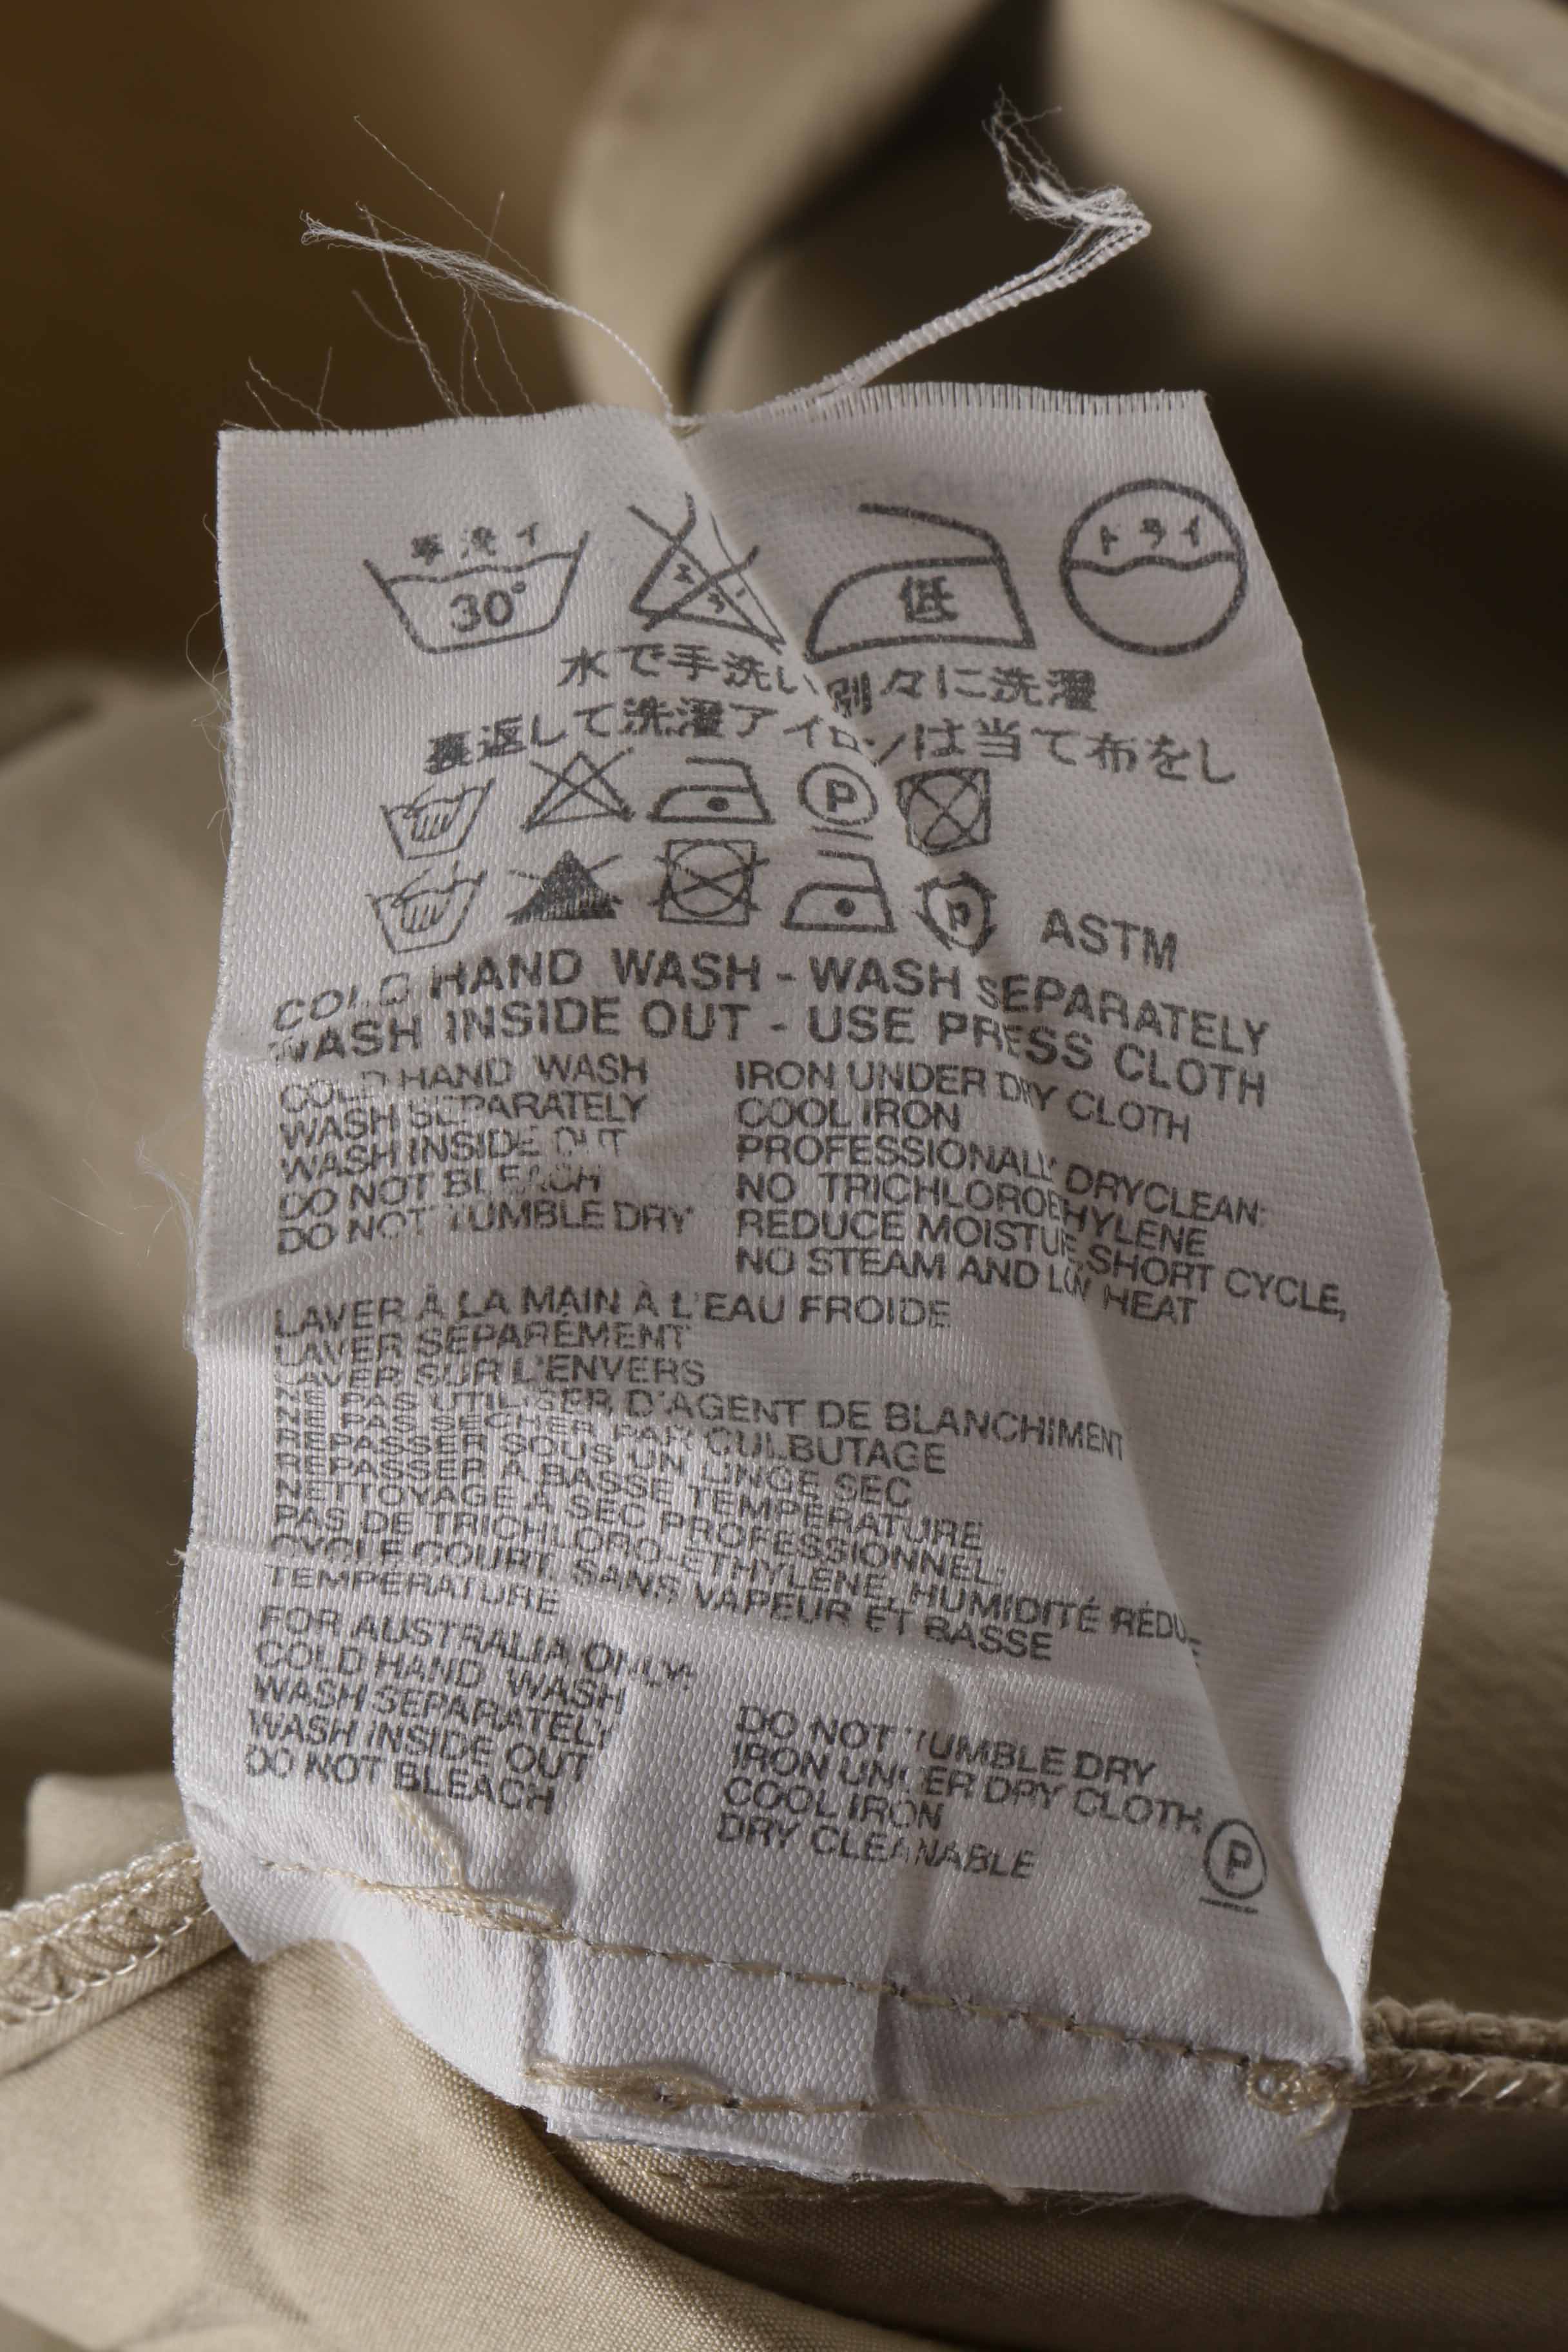 手洗イ
30°
エンソ
低
ドライ
水で手洗い 別々に洗濯
裏返して洗濯アイロンは当て布をし
P
P ASTM
COLD HAND WASH - WASH SEPARATELY
WASH INSIDE OUT - USE PRESS CLOTH
COLD HAND WASH
WASH SEPARATELY
WASH INSIDE OUT
DO NOT BLEACH
DO NOT TUMBLE DRY
IRON UNDER DRY CLOTH
COOL IRON
PROFESSIONALLY DRYCLEAN:
NO TRICHLOROETHYLENE
REDUCE MOISTURE SHORT CYCLE,
NO STEAM AND LOW HEAT
LAVER À LA MAIN À L'EAU FROIDE
LAVER SÉPARÉMENT
LAVER SUR L'ENVERS
NE PAS UTILISER D'AGENT DE BLANCHIMENT
NE PAS SÉCHER PAR CULBUTAGE
REPASSER SOUS UN LINGE SEC
REPASSER À BASSE TEMPÉRATURE
NETTOYAGE À SEC PROFESSIONNEL:
PAS DE TRICHLORO-ÉTHYLÈNE, HUMIDITÉ RÉDUITE
CYCLE COURT, SANS VAPEUR ET BASSE
TEMPÉRATURE
FOR AUSTRALIA ONLY:
COLD HAND WASH
WASH SEPARATELY
WASH INSIDE OUT
DO NOT BLEACH
DO NOT TUMBLE DRY
IRON UNDER DRY CLOTH
COOL IRON
DRY CLEANABLE
P